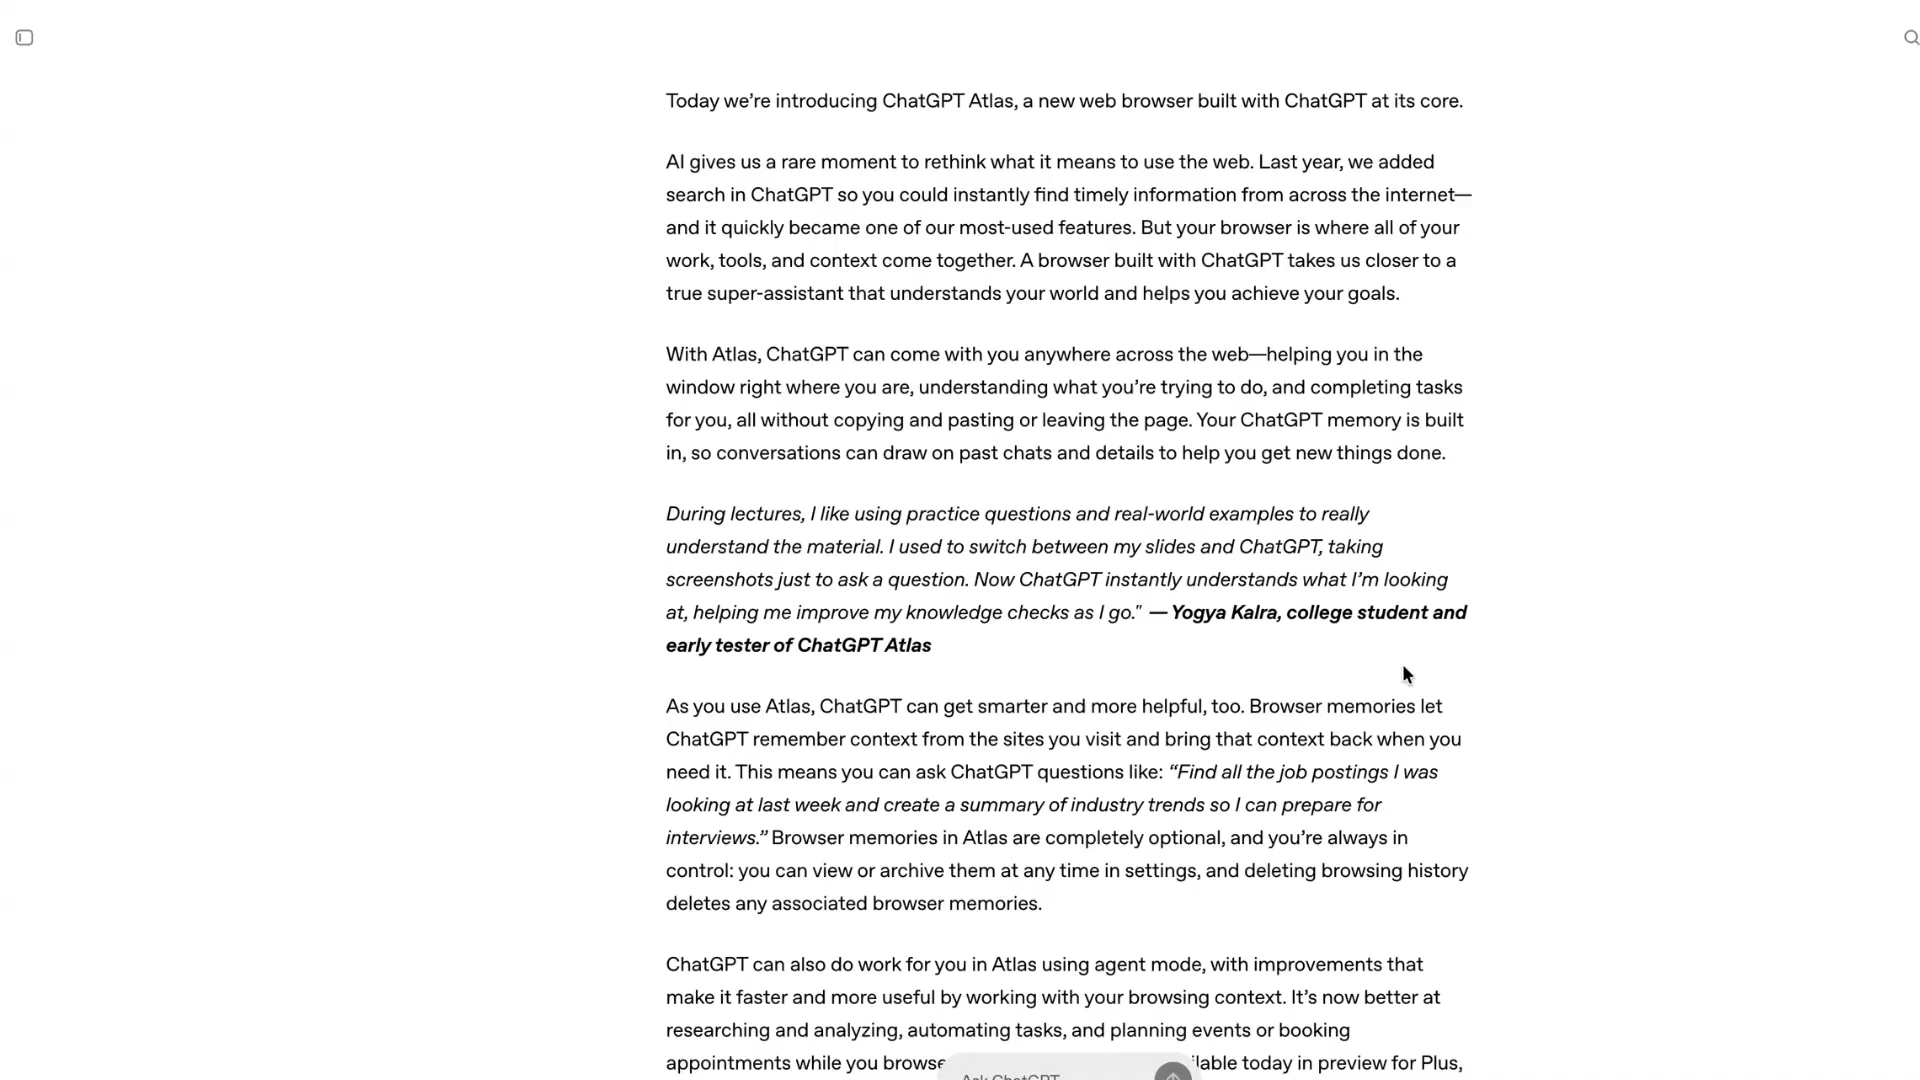 Today we’re introducing ChatGPT Atlas, a new web browser built with ChatGPT at its core.
AI gives us a rare moment to rethink what it means to use the web. Last year, we added
search in ChatGPT so you could instantly find timely information from across the internet—
and it quickly became one of our most-used features. But your browser is where all of your
work, tools, and context come together. A browser built with ChatGPT takes us closer to a
true super-assistant that understands your world and helps you achieve your goals.
With Atlas, ChatGPT can come with you anywhere across the web—helping you in the
window right where you are, understanding what you’re trying to do, and completing tasks
for you, all without copying and pasting or leaving the page. Your ChatGPT memory is built
in, so conversations can draw on past chats and details to help you get new things done.
During lectures, I like using practice questions and real-world examples to really
understand the material. I used to switch between my slides and ChatGPT, taking
screenshots just to ask a question. Now ChatGPT instantly understands what I’m looking
at, helping me improve my knowledge checks as I go." — Yogya Kalra, college student and
early tester of ChatGPT Atlas
As you use Atlas, ChatGPT can get smarter and more helpful, too. Browser memories let
ChatGPT remember context from the sites you visit and bring that context back when you
need it. This means you can ask ChatGPT questions like: “Find all the job postings I was
looking at last week and create a summary of industry trends so I can prepare for
interviews.” Browser memories in Atlas are completely optional, and you’re always in
control: you can view or archive them at any time in settings, and deleting browsing history
deletes any associated browser memories.
ChatGPT can also do work for you in Atlas using agent mode, with improvements that
make it faster and more useful by working with your browsing context. It’s now better at
researching and analyzing, automating tasks, and planning events or booking
appointments while you browse today in preview for Plus,
Ask ChatGPT